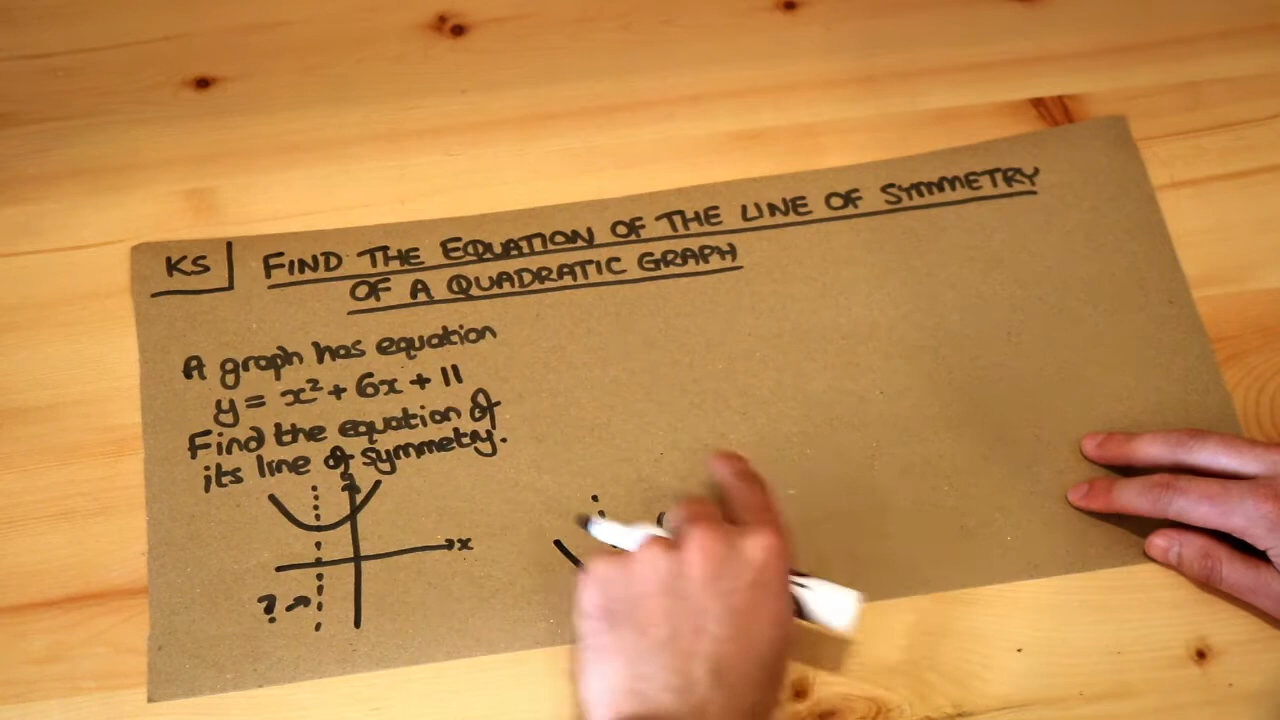 KS
FIND THE EQUATION OF THE LINE OF SYMMETRY
OF A QUADRATIC GRAPH
A graph has equation
y = x² + 6x + 11
Find the equation of
its line of symmetry.
x
?